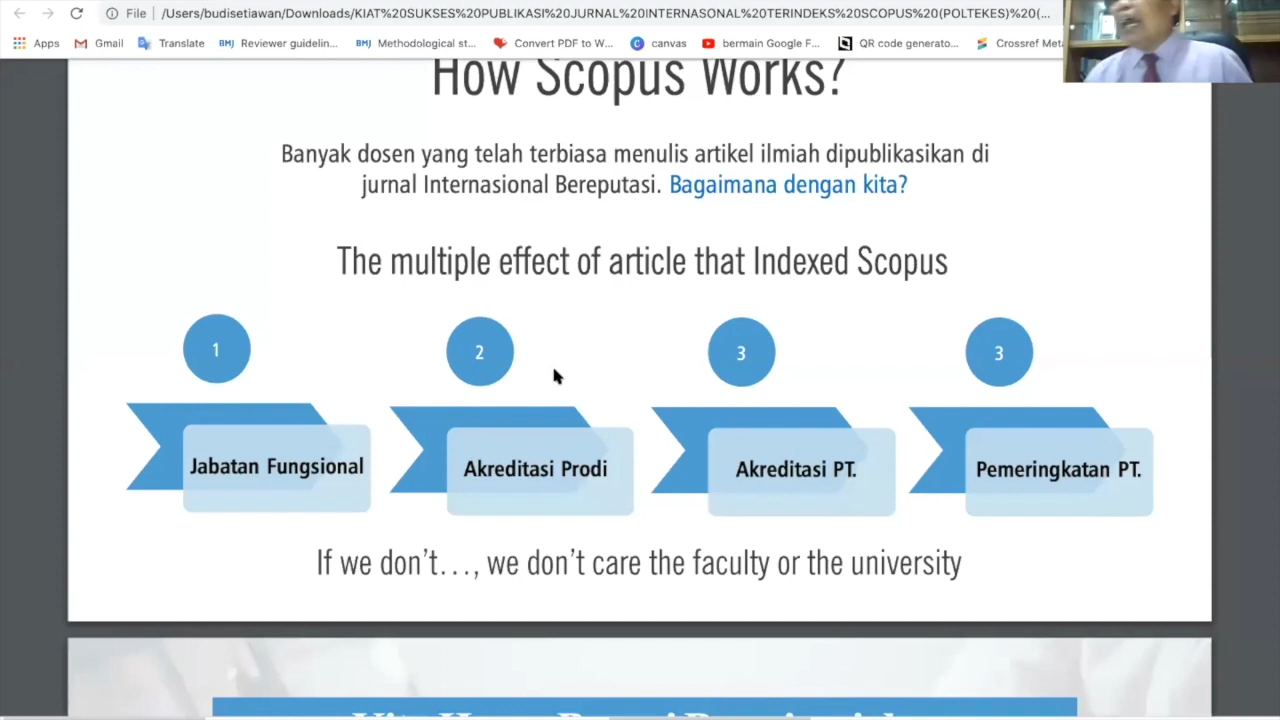 File
/Users/budisetiawan/Downloads/KIAT%20SUKSES%20PUBLIKASI%20JURNAL%20INTERNASONAL%20TERINDEKS%20SCOPUS%20(POLTEKES)%20(...
Apps Gmail Translate BMJ Reviewer guidelin... BMJ Methodological st... Convert PDF to W... C canvas bermain Google F... QR code generato... Crossref Met
How Scopus Works?
Banyak dosen yang telah terbiasa menulis artikel ilmiah dipublikasikan di
jurnal Internasional Bereputasi. Bagaimana dengan kita?
The multiple effect of article that Indexed Scopus
1 2 3 3
Jabatan Fungsional Akreditasi Prodi Akreditasi PT. Pemeringkatan PT.
If we don't..., we don't care the faculty or the university